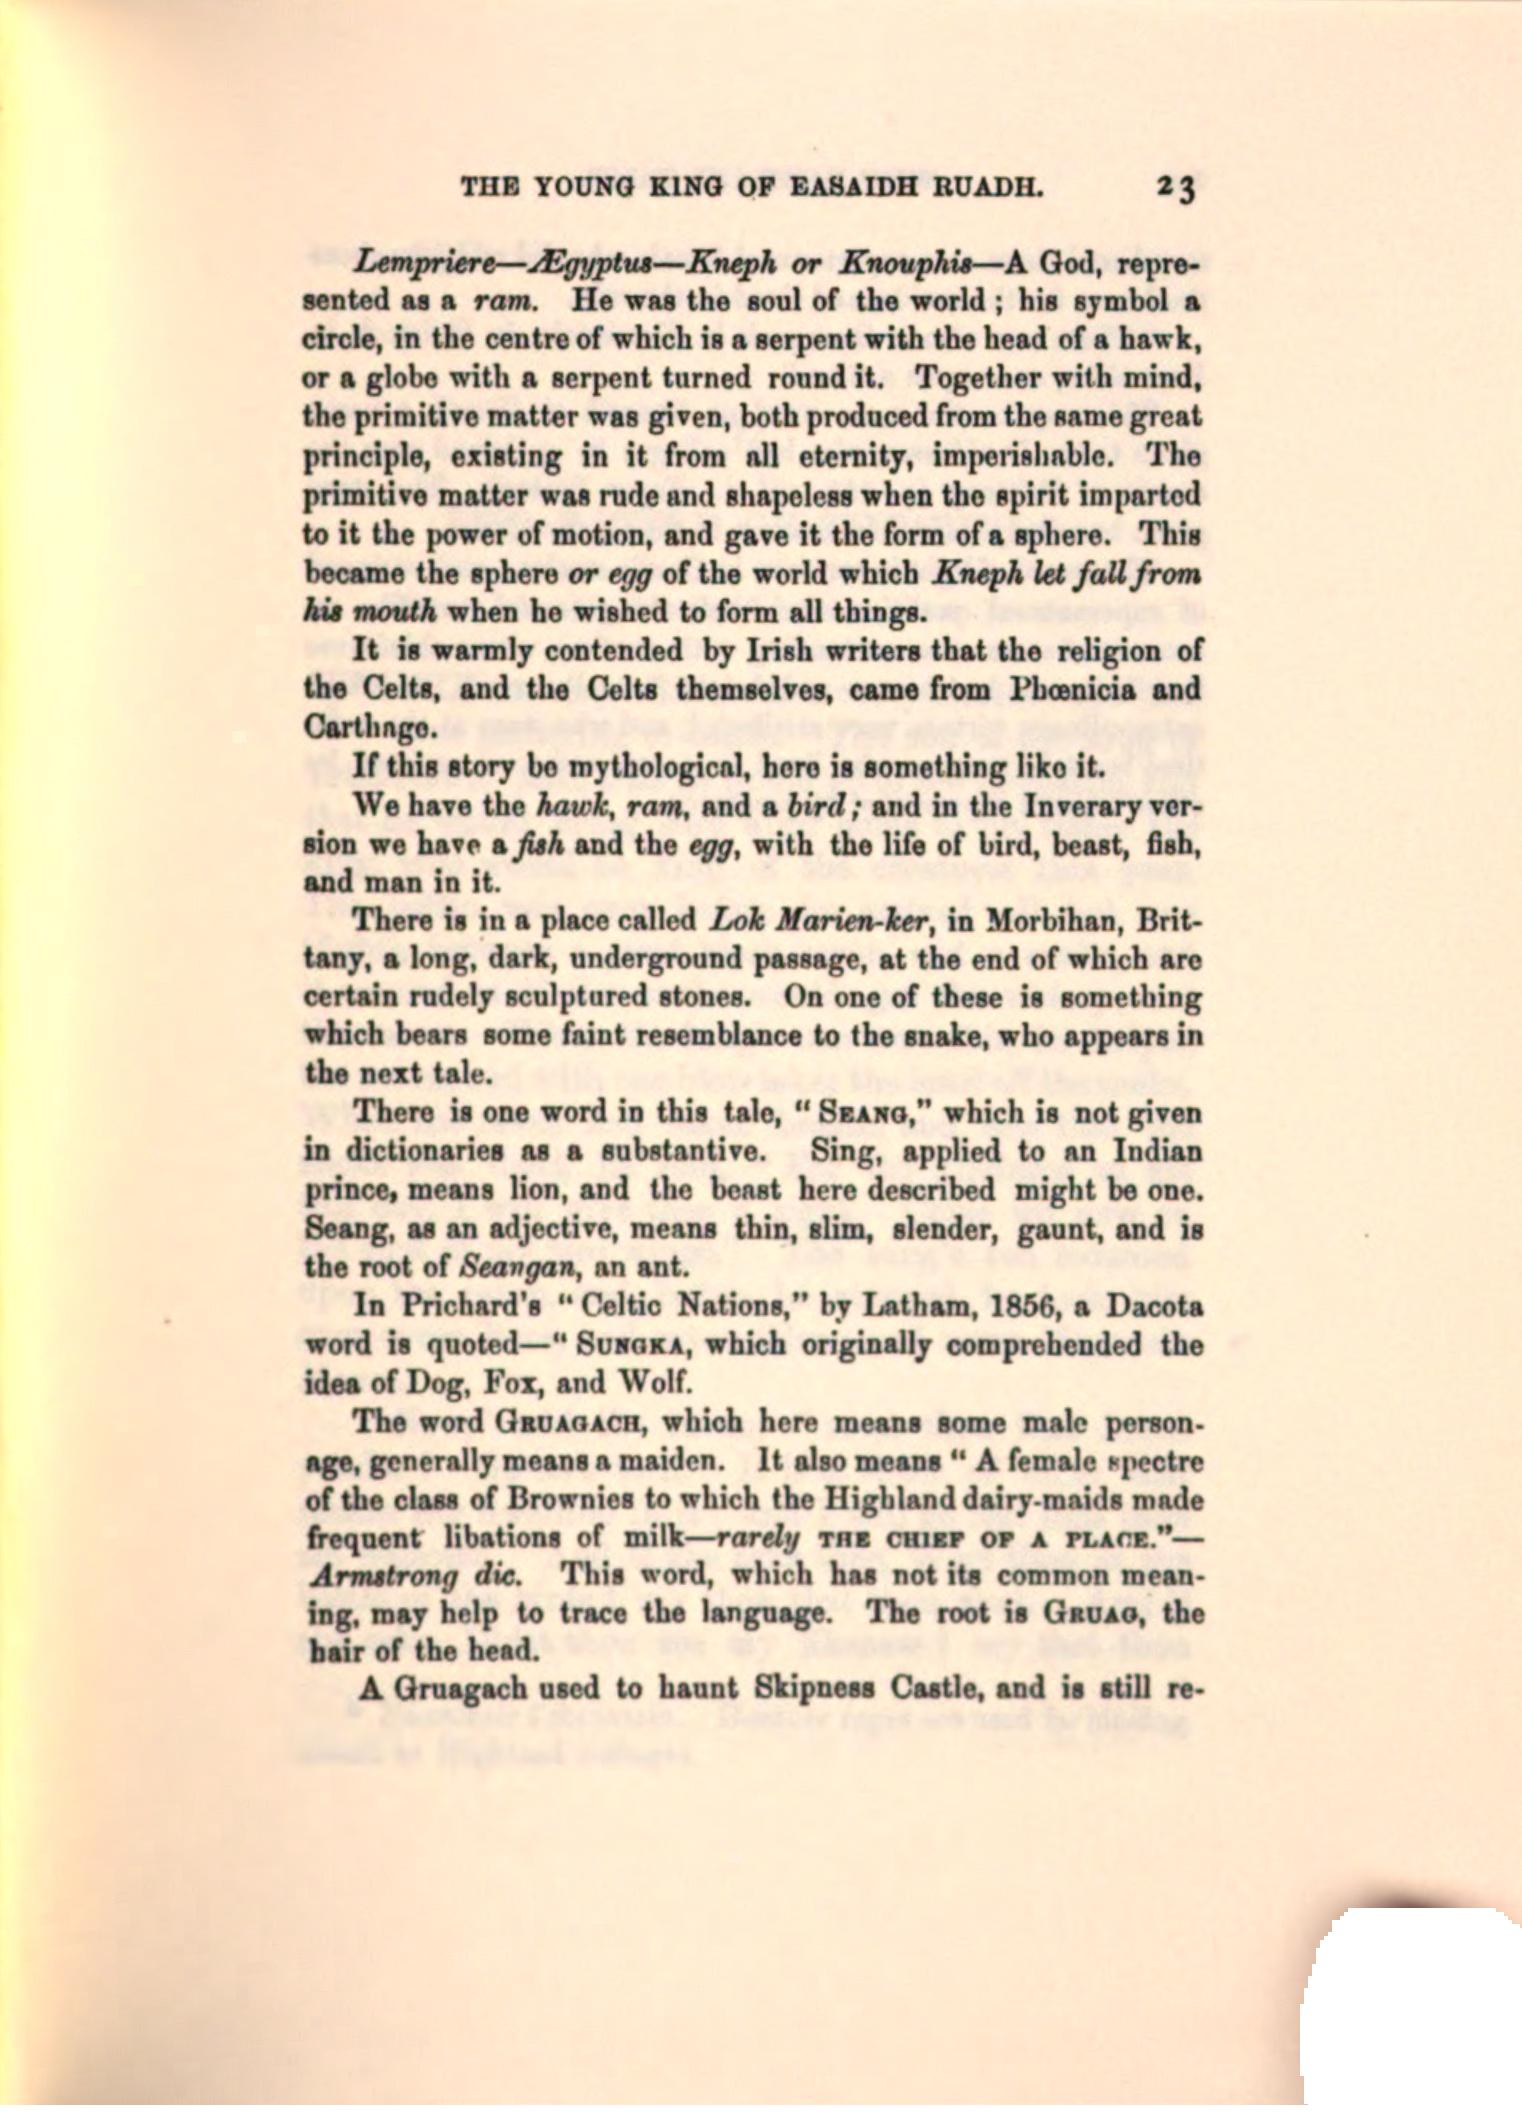 THE YOUNG KING OF EASAIDH RUADH. 23
Lempriere—Ægyptus—Kneph or Knouphis—A God, repre-
sented as a ram. He was the soul of the world; his symbol a
circle, in the centre of which is a serpent with the head of a hawk,
or a globe with a serpent turned round it. Together with mind,
the primitive matter was given, both produced from the same great
principle, existing in it from all eternity, imperishable. The
primitive matter was rude and shapeless when the spirit imparted
to it the power of motion, and gave it the form of a sphere. This
became the sphere or egg of the world which Kneph let fall from
his mouth when he wished to form all things.
It is warmly contended by Irish writers that the religion of
the Celts, and the Celts themselves, came from Phœnicia and
Carthage.
If this story be mythological, here is something like it.
We have the hawk, ram, and a bird; and in the Inverary ver-
sion we have a fish and the egg, with the life of bird, beast, fish,
and man in it.
There is in a place called Lok Marien-ker, in Morbihan, Brit-
tany, a long, dark, underground passage, at the end of which are
certain rudely sculptured stones. On one of these is something
which bears some faint resemblance to the snake, who appears in
the next tale.
There is one word in this tale, "SEANG," which is not given
in dictionaries as a substantive. Sing, applied to an Indian
prince, means lion, and the beast here described might be one.
Seang, as an adjective, means thin, slim, slender, gaunt, and is
the root of Seangan, an ant.
In Prichard's "Celtic Nations," by Latham, 1856, a Dacota
word is quoted—"SUNGKA, which originally comprehended the
idea of Dog, Fox, and Wolf.
The word GRUAGACH, which here means some male person-
age, generally means a maiden. It also means "A female spectre
of the class of Brownies to which the Highland dairy-maids made
frequent libations of milk—rarely THE CHIEF OF A PLACE."—
Armstrong dic. This word, which has not its common mean-
ing, may help to trace the language. The root is GRUAG, the
hair of the head.
A Gruagach used to haunt Skipness Castle, and is still re-